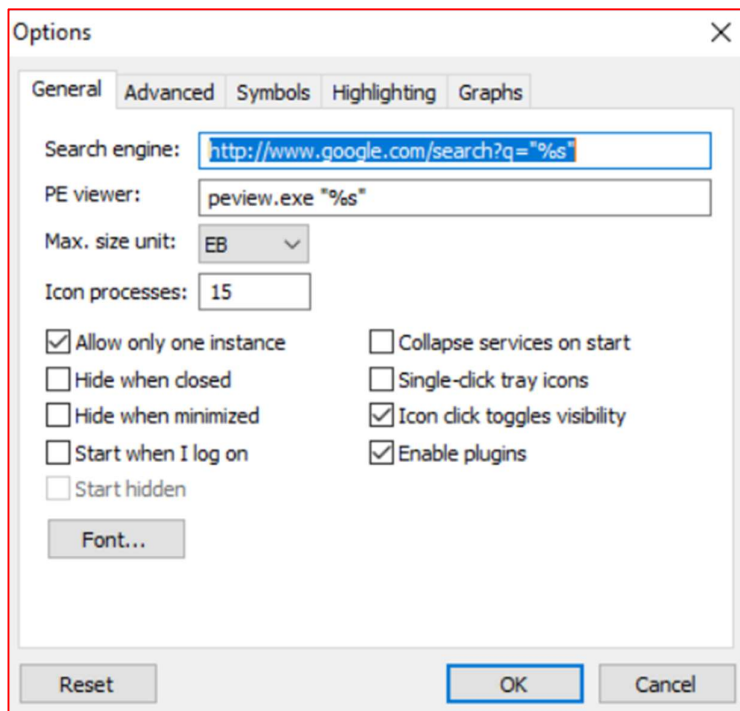 Options
General Advanced Symbols Highlighting Graphs
Search engine: http://www.google.com/search?q="%s"
PE viewer: peview.exe "%s"
Max. size unit: EB
Icon processes: 15
Allow only one instance Collapse services on start
Hide when closed Single-click tray icons
Hide when minimized Icon click toggles visibility
Start when I log on Enable plugins
Start hidden
Font...
Reset OK Cancel